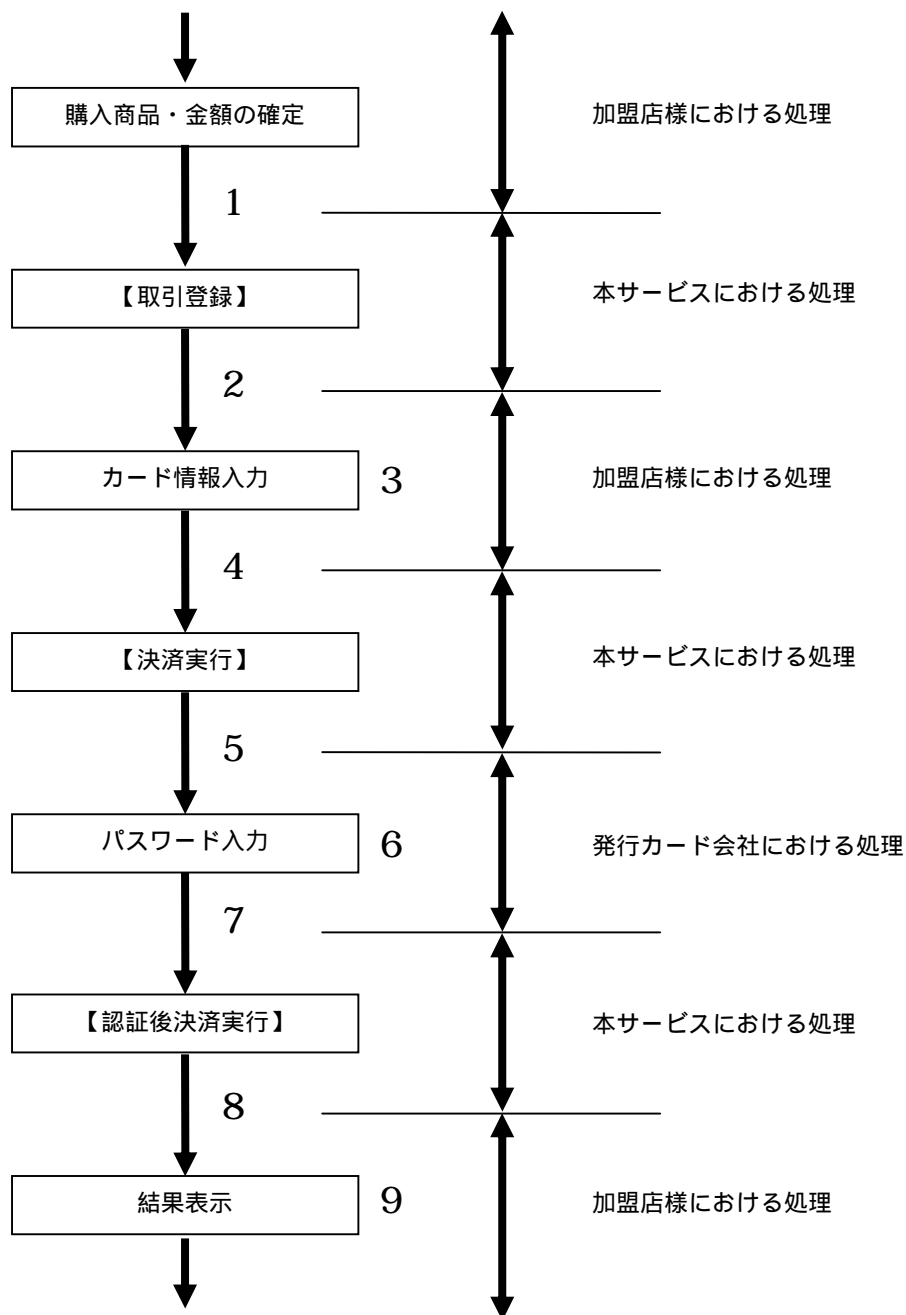 購入商品・金額の確定
加盟店様における処理
1
【取引登録】
本サービスにおける処理
2
カード情報入力
3
加盟店様における処理
4
【決済実行】
本サービスにおける処理
5
パスワード入力
6
発行カード会社における処理
7
【認証後決済実行】
本サービスにおける処理
8
結果表示
9
加盟店様における処理